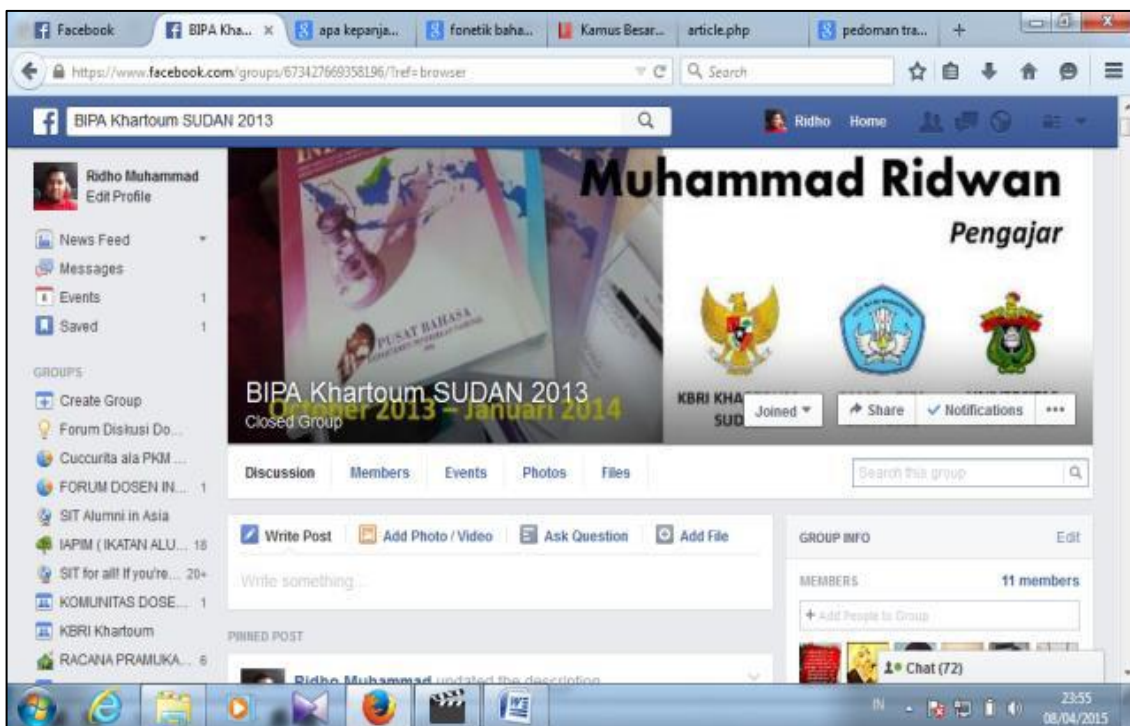 Facebook
BIPA Kha... ×
apa kepanja...
fonetik baha...
Kamus Besar...
article.php
pedoman tra...
+
https://www.facebook.com/groups/673427669358196/?ref=browser
Search
BIPA Khartoum SUDAN 2013
Ridho
Home
Ridho Muhammad
Edit Profile
News Feed
Messages
Events 1
Saved 1
GROUPS
Create Group
Forum Diskusi Do...
Cuccurita ala PKM ...
FORUM DOSEN IN... 1
SIT Alumni in Asia
IAPIM ( IKATAN ALU... 18
SIT for all! If you're... 20+
KOMUNITAS DOSE... 1
KBRI Khartoum
RACANA PRAMUKA... 6
PUSAT BAHASA
Muhammad Ridwan
Pengajar
BIPA Khartoum SUDAN 2013
October 2013 – Januari 2014
Closed Group
KBRI KHA
SUD
Joined
Share
Notifications
Discussion
Members
Events
Photos
Files
Search this group
Write Post
Add Photo / Video
Ask Question
Add File
Write something...
GROUP INFO
Edit
MEMBERS
11 members
+ Add People to Group
PINNED POST
Ridho Muhammad updated the description.
Chat (72)
IN
23:55
08/04/2015